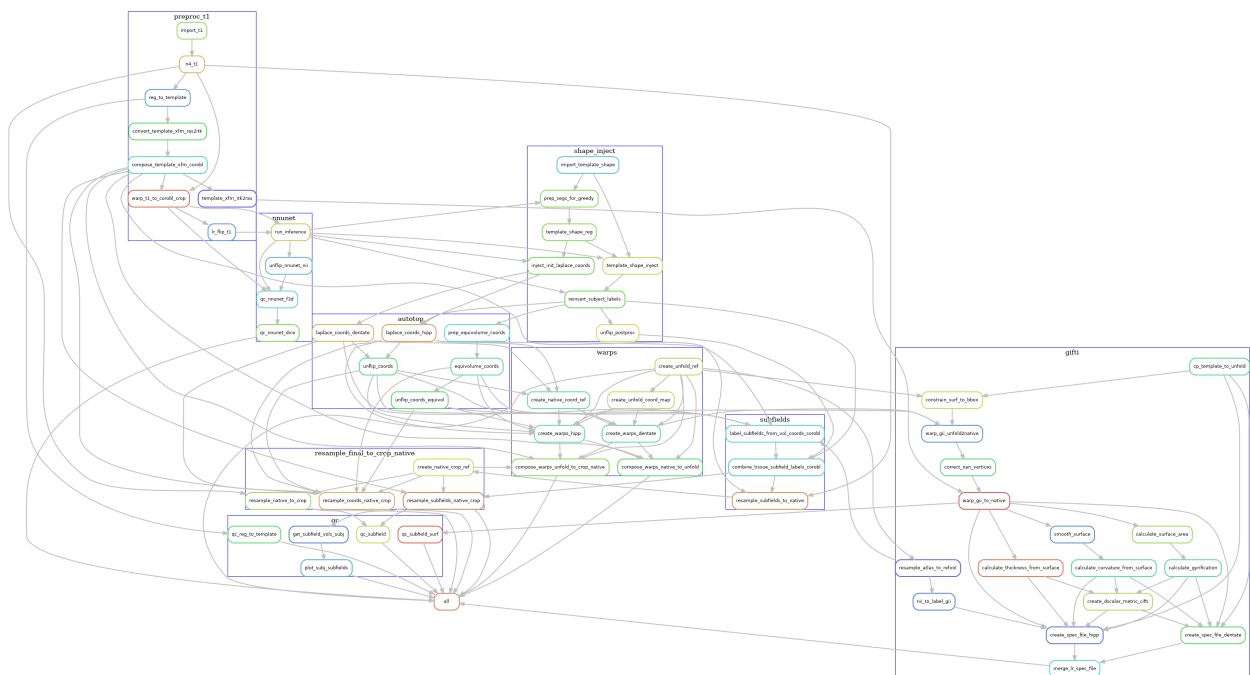 preproc_t1
import_t1
n4_t1
reg_to_template
convert_template_xfm_ras2itk
compose_template_xfm_corobl
warp_t1_to_corobl_crop
template_xfm_itk2ras
lr_flip_t1
nnunet
run_inference
unflip_nnunet_nii
qc_nnunet_f3d
qc_nnunet_dice
shape_inject
import_template_shape
prep_segs_for_greedy
template_shape_reg
inject_init_laplace_coords
template_shape_inject
reinsert_subject_labels
unflip_postproc
autotop
laplace_coords_dentate
laplace_coords_hipp
prep_equivolume_coords
unflip_coords
equivolume_coords
unflip_coords_equivol
warps
create_unfold_ref
create_native_coord_ref
create_unfold_coord_map
create_warps_hipp
create_warps_dentate
compose_warps_unfold_to_crop_native
compose_warps_native_to_unfold
subfields
label_subfields_from_vol_coords_corobl
combine_tissue_subfield_labels_corobl
resample_subfields_to_native
resample_final_to_crop_native
create_native_crop_ref
resample_native_to_crop
resample_coords_native_crop
resample_subfields_native_crop
qc
qc_reg_to_template
get_subfield_vols_subj
qc_subfield
qc_subfield_surf
plot_subj_subfields
all
gifti
cp_template_to_unfold
constrain_surf_to_bbox
warp_gii_unfold2native
correct_nan_vertices
warp_gii_to_native
smooth_surface
calculate_surface_area
resample_atlas_to_refvol
calculate_thickness_from_surface
calculate_curvature_from_surface
calculate_gyrification
nii_to_label_gii
create_dscalar_metric_cifti
create_spec_file_hipp
create_spec_file_dentate
merge_lr_spec_file